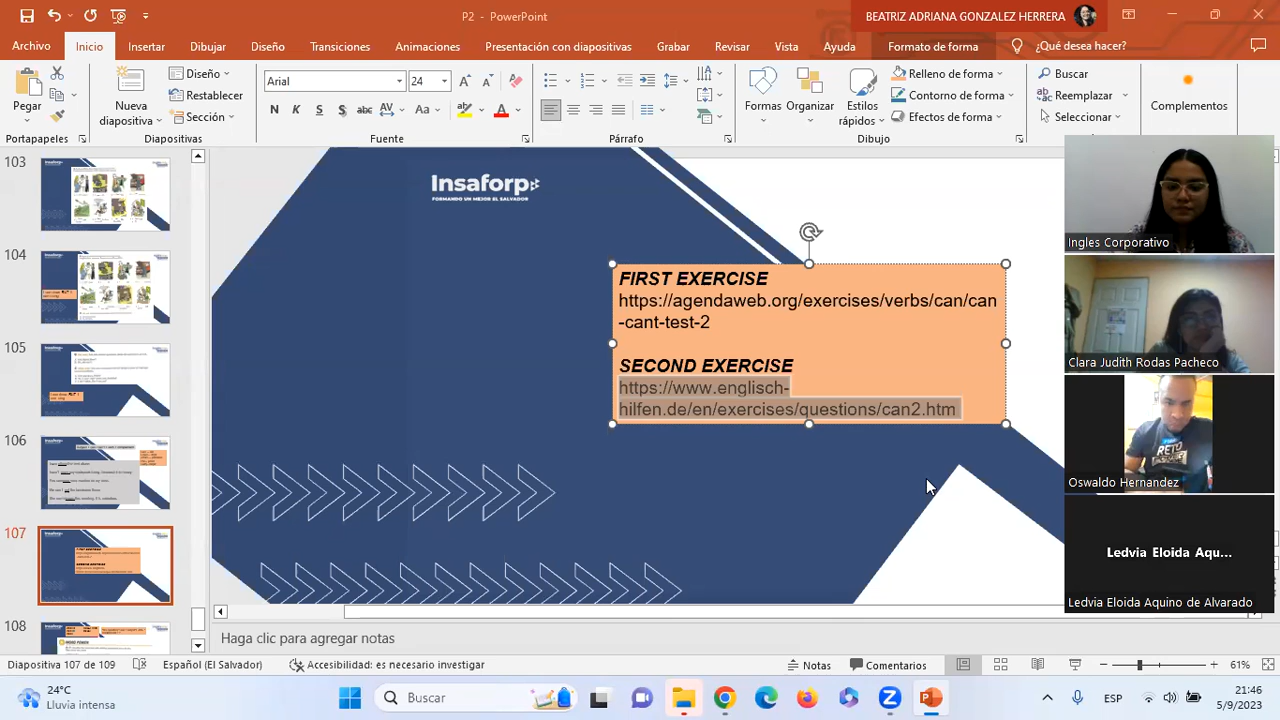 P2 - PowerPoint
BEATRIZ ADRIANA GONZALEZ HERRERA
Archivo Inicio Insertar Dibujar Diseño Transiciones Animaciones Presentación con diapositivas Grabar Revisar Vista Ayuda Formato de forma ¿Qué desea hacer?
Pegar
Portapapeles
Nueva
diapositiva
Diseño
Restablecer
Sección
Diapositivas
Arial 24
N K S S abc AV Aa A
Fuente
Párrafo
Formas
Organizar
Estilos
rápidos
Relleno de forma
Contorno de forma
Efectos de forma
Dibujo
Buscar
Reemplazar
Seleccionar
Complementos
103
104
105
106
107
108
Insaforp
FORMANDO UN MEJOR EL SALVADOR
FIRST EXERCISE
https://agendaweb.org/exercises/verbs/can/can
-cant-test-2
SECOND EXERCISE
https://www.englisch-
hilfen.de/en/exercises/questions/can2.htm
Ingles Corporativo
Clara Judith Rodas Pacheco
Oswaldo Hernandez
Ledvia Eloida Aqu...
Ledvia Eloida Aquino de Alvarado
Haga clic para agregar notas
Diapositiva 107 de 109 Español (El Salvador) Accesibilidad: es necesario investigar Notas Comentarios 61%
24°C
Lluvia intensa
Buscar
ESP
21:46
5/9/2023